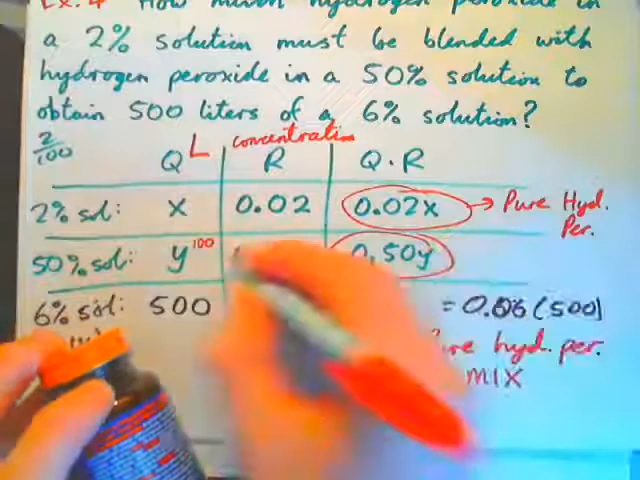 Ex. 4 How much hydrogen peroxide in
a 2% solution must be blended with
hydrogen peroxide in a 50% solution to
obtain 500 liters of a 6% solution?
2/100 Q L concentration R Q.R
2% sol: x 0.02 0.02x → Pure Hyd. Per.
50% sol: y 100 0.50y
6% sol: 500 = 0.06 (500)
hyd. per.
MIX